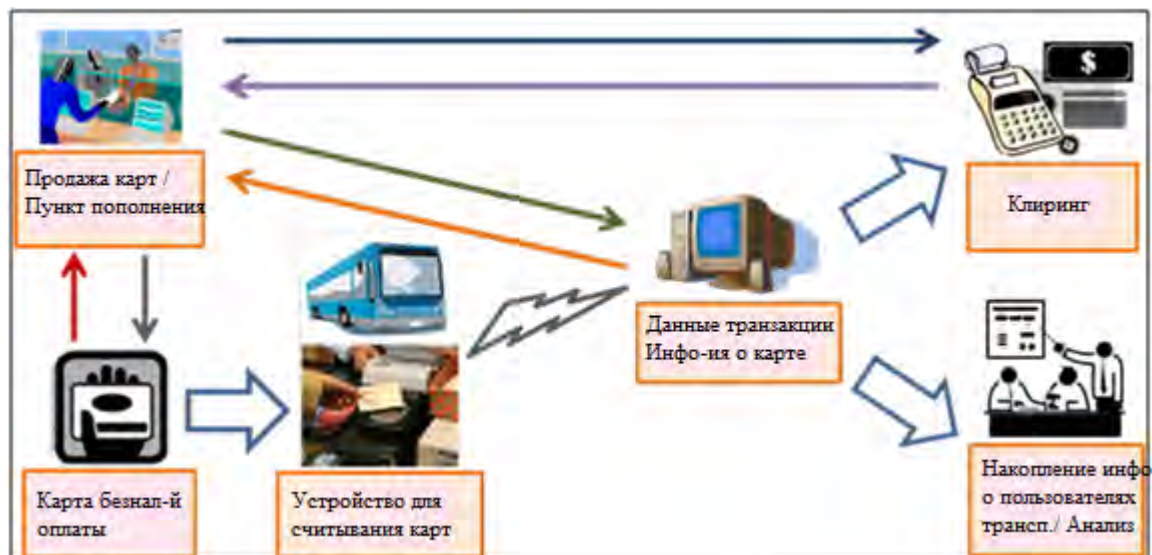 $
Продажа карт /
Пункт пополнения
Клиринг
Данные транзакции
Инфо-ия о карте
Карта безнал-й
оплаты
Устройство для
считывания карт
Накопление инфо
о пользователях
трансп./ Анализ